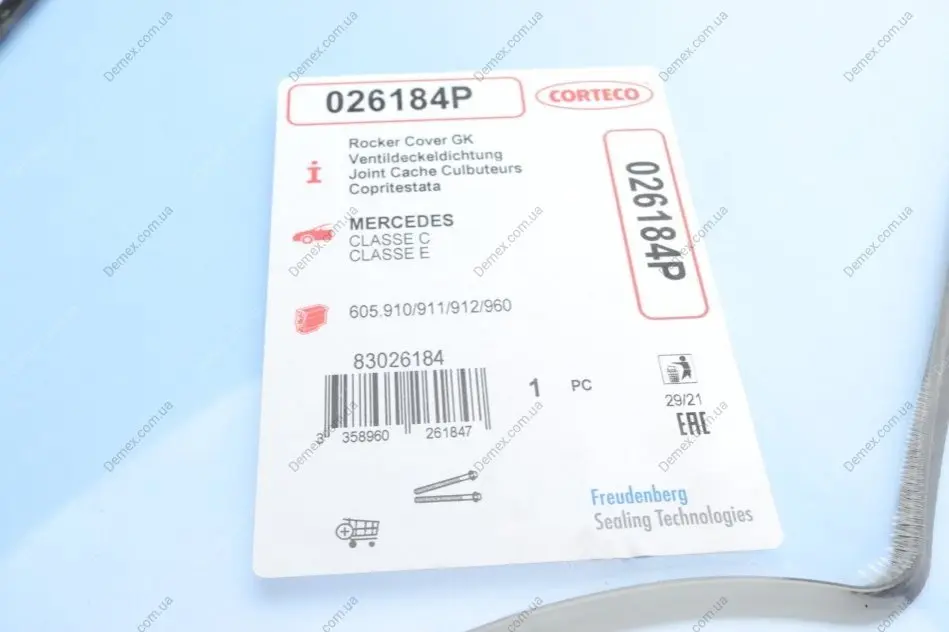 026184P
CORTECO
Rocker Cover GK
Ventildeckeldichtung
Joint Cache Culbuteurs
Copritestata
026184P
MERCEDES
CLASSE C
CLASSE E
605.910/911/912/960
83026184
3 358960 261847
1 PC
29/21
EAC
Freudenberg
Sealing Technologies
Demex.com.ua